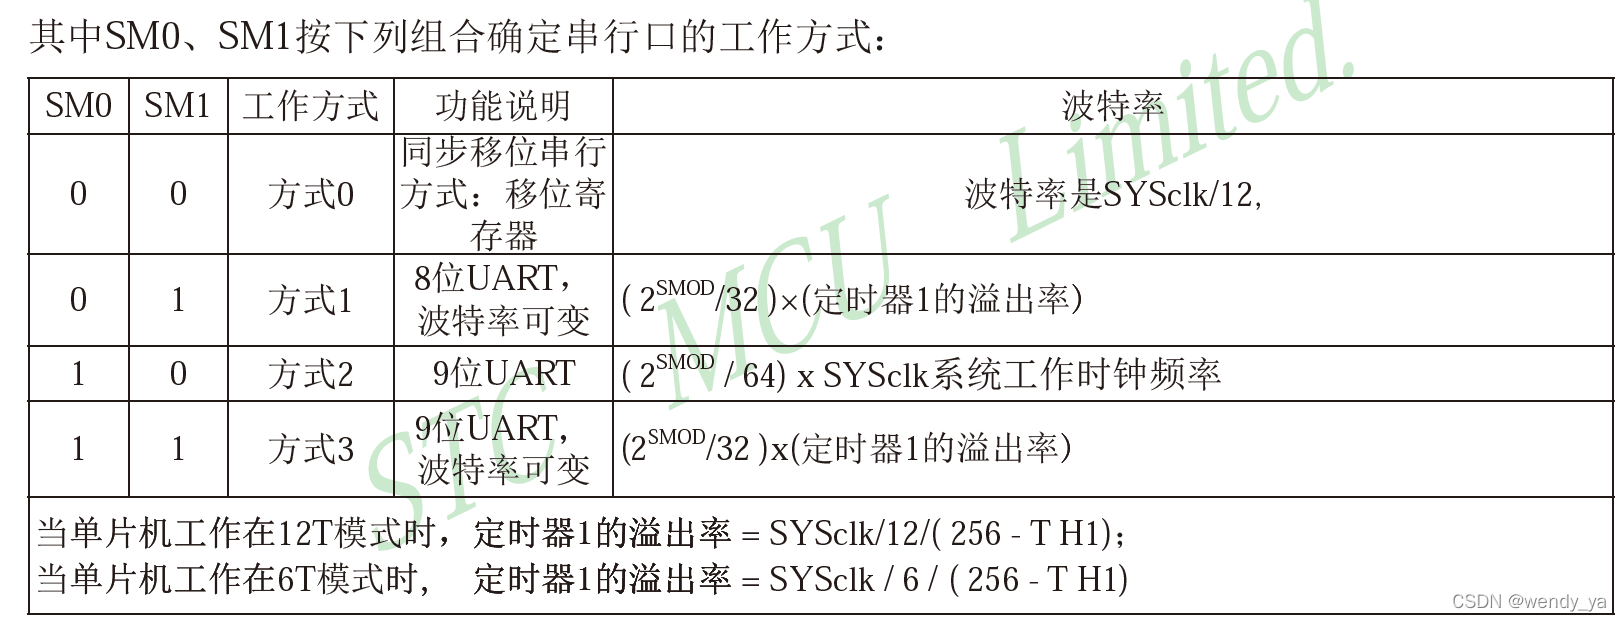 其中SM0、SM1按下列组合确定串行口的工作方式：
SM0 SM1 工作方式 功能说明 波特率
0 0 方式0 同步移位串行方式：移位寄存器 波特率是SYSclk/12,
0 1 方式1 8位UART，波特率可变 ( 2^SMOD/32 )×(定时器1的溢出率)
1 0 方式2 9位UART ( 2^SMOD / 64) x SYSclk系统工作时钟频率
1 1 方式3 9位UART，波特率可变 (2^SMOD/32 )x(定时器1的溢出率)
当单片机工作在12T模式时，定时器1的溢出率 = SYSclk/12/( 256 - T H1);
当单片机工作在6T模式时， 定时器1的溢出率 = SYSclk / 6 / ( 256 - T H1)
STC MCU Limited.
CSDN @wendy_ya